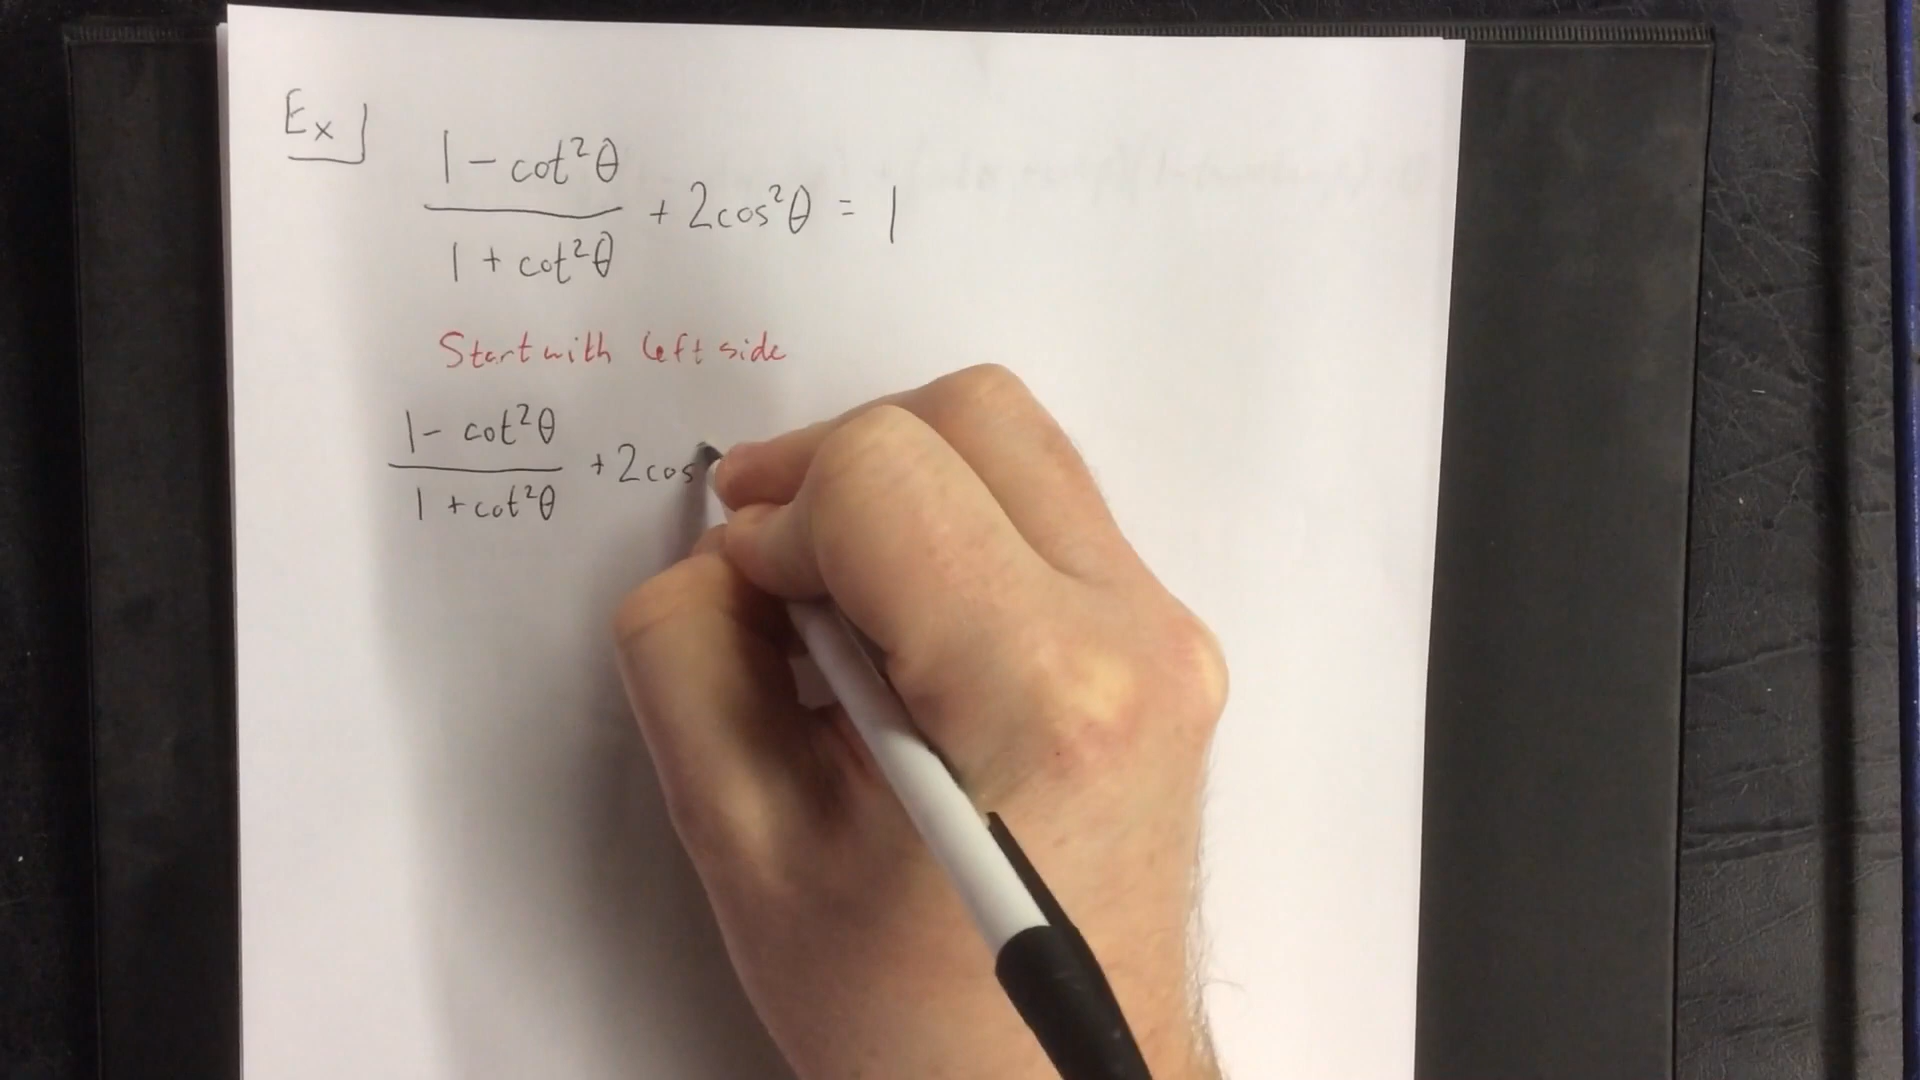 Ex
1 - cot²θ
1 + cot²θ
+ 2cos²θ = 1
Start with left side
1 - cot²θ
1 + cot²θ
+ 2cos